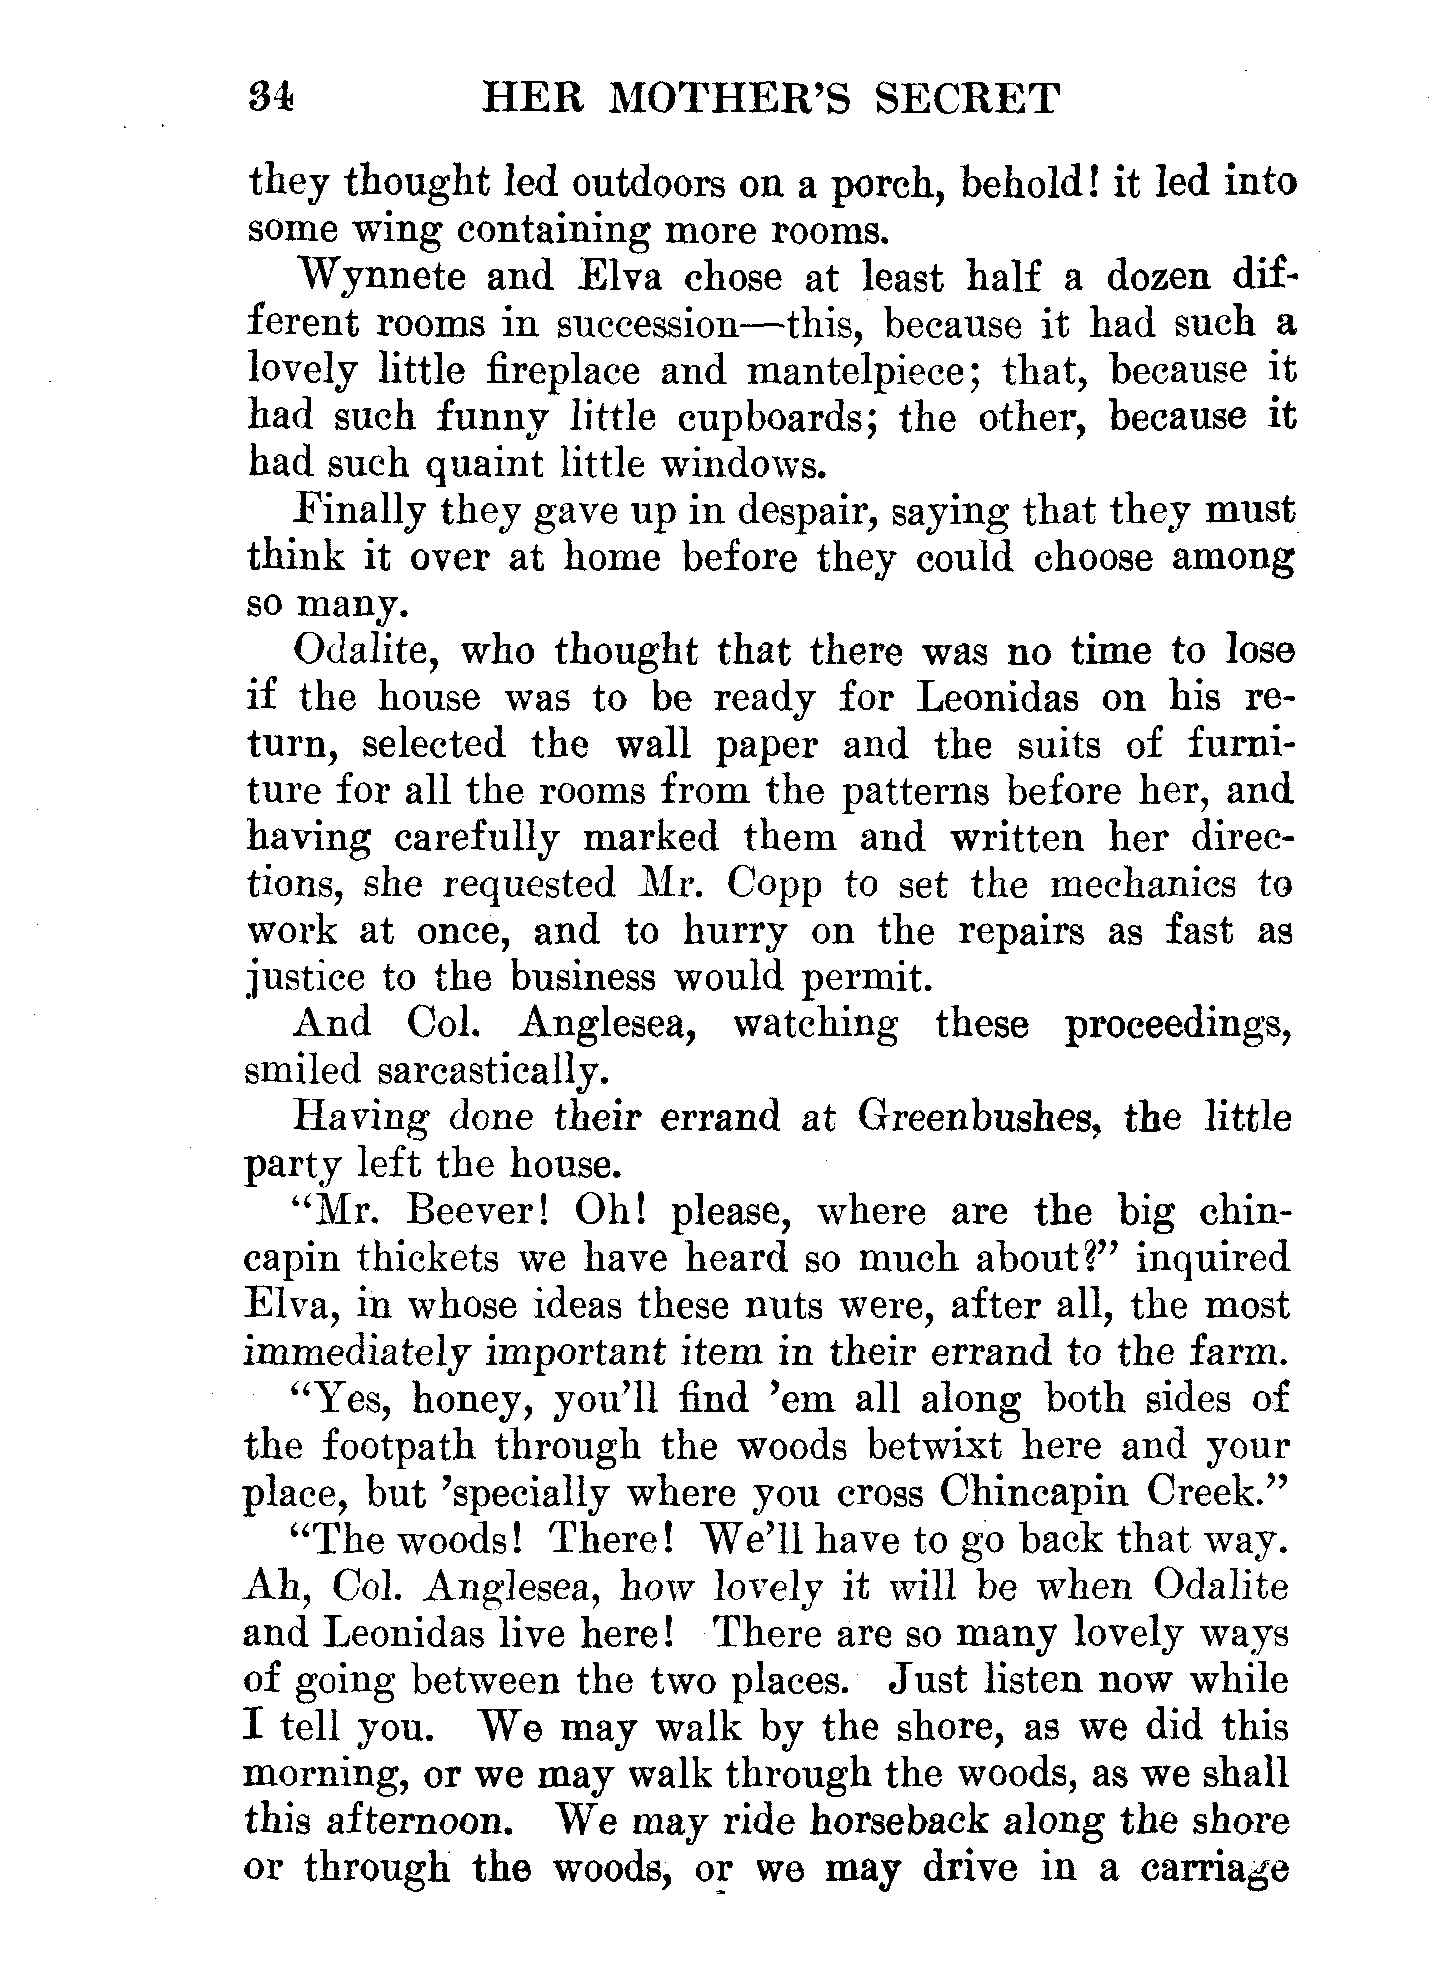 34 HER MOTHER'S SECRET
they thought led outdoors on a porch, behold! it led into
some wing containing more rooms.
Wynnete and Elva chose at least half a dozen dif-
ferent rooms in succession—this, because it had such a
lovely little fireplace and mantelpiece; that, because it
had such funny little cupboards; the other, because it
had such quaint little windows.
Finally they gave up in despair, saying that they must
think it over at home before they could choose among
so many.
Odalite, who thought that there was no time to lose
if the house was to be ready for Leonidas on his re-
turn, selected the wall paper and the suits of furni-
ture for all the rooms from the patterns before her, and
having carefully marked them and written her direc-
tions, she requested Mr. Copp to set the mechanics to
work at once, and to hurry on the repairs as fast as
justice to the business would permit.
And Col. Anglesea, watching these proceedings,
smiled sarcastically.
Having done their errand at Greenbushes, the little
party left the house.
"Mr. Beever! Oh! please, where are the big chin-
capin thickets we have heard so much about?" inquired
Elva, in whose ideas these nuts were, after all, the most
immediately important item in their errand to the farm.
"Yes, honey, you'll find 'em all along both sides of
the footpath through the woods betwixt here and your
place, but 'specially where you cross Chincapin Creek."
"The woods! There! We'll have to go back that way.
Ah, Col. Anglesea, how lovely it will be when Odalite
and Leonidas live here! There are so many lovely ways
of going between the two places. Just listen now while
I tell you. We may walk by the shore, as we did this
morning, or we may walk through the woods, as we shall
this afternoon. We may ride horseback along the shore
or through the woods, or we may drive in a carriage